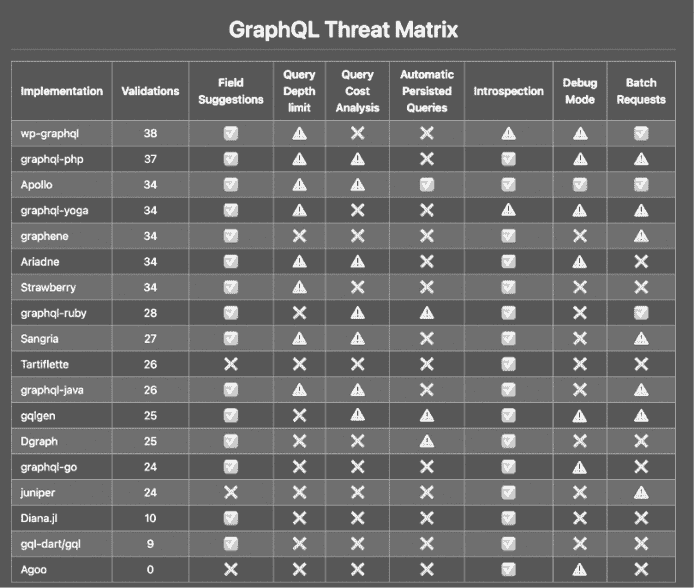 GraphQL Threat Matrix
Implementation Validations Field Suggestions Query Depth limit Query Cost Analysis Automatic Persisted Queries Introspection Debug Mode Batch Requests
wp-graphql 38
graphql-php 37
Apollo 34
graphql-yoga 34
graphene 34
Ariadne 34
Strawberry 34
graphql-ruby 28
Sangria 27
Tartiflette 26
graphql-java 26
gqlgen 25
Dgraph 25
graphql-go 24
juniper 24
Diana.jl 10
gql-dart/gql 9
Agoo 0